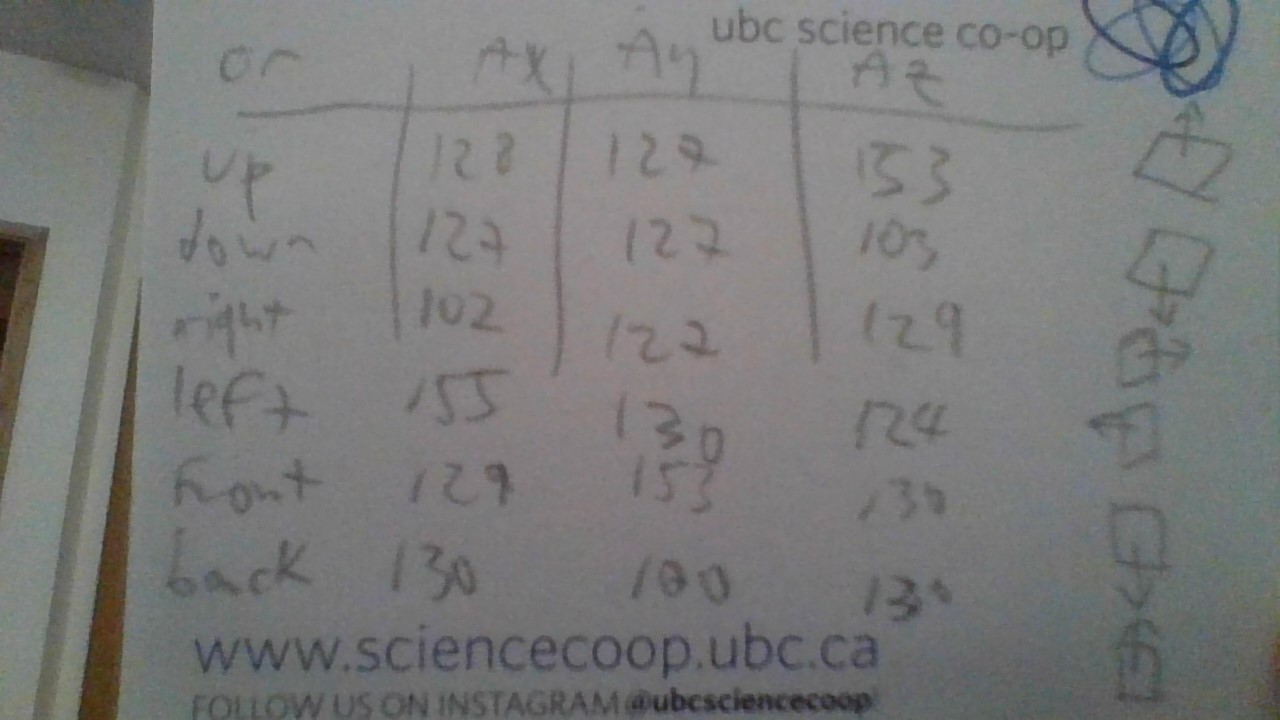 ubc science co-op
or Ax Ay Az
up 128 127 153
down 127 127 103
right 102 127 129
left 155 130 124
front 129 153 130
back 130 100 130
www.sciencecoop.ubc.ca
FOLLOW US ON INSTAGRAM @ubcsciencecoop